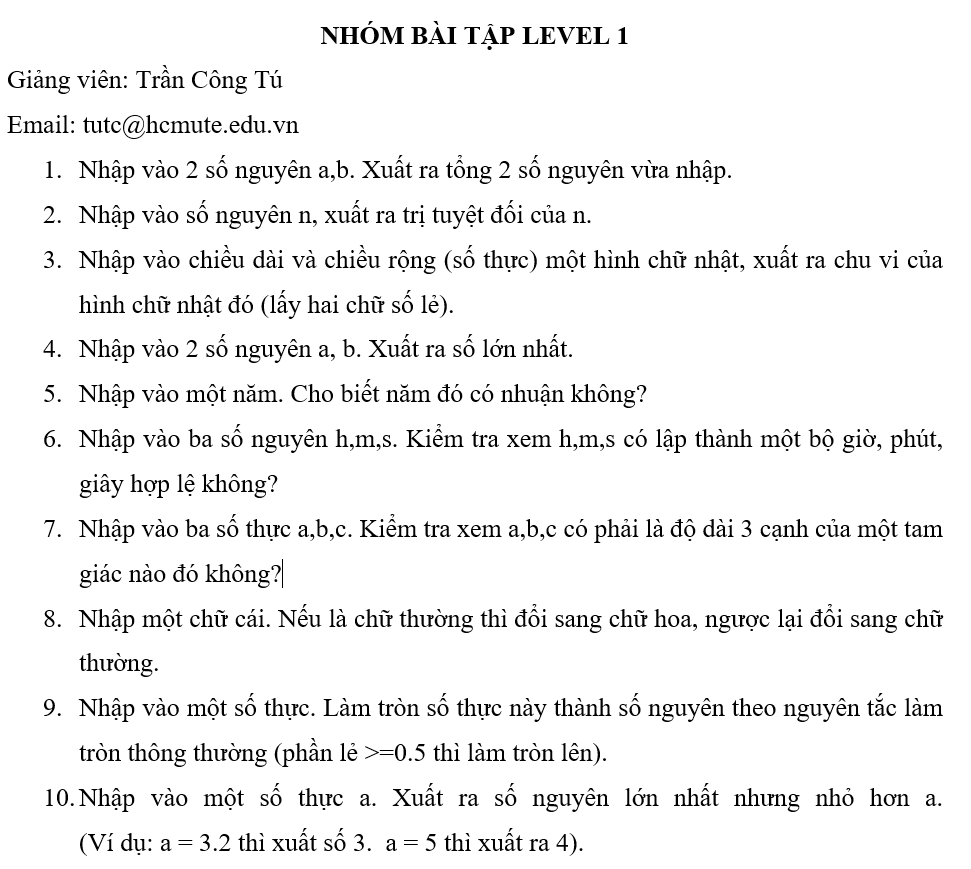 NHÓM BÀI TẬP LEVEL 1
Giảng viên: Trần Công Tú
Email: tutc@hcmute.edu.vn
1. Nhập vào 2 số nguyên a,b. Xuất ra tổng 2 số nguyên vừa nhập.
2. Nhập vào số nguyên n, xuất ra trị tuyệt đối của n.
3. Nhập vào chiều dài và chiều rộng (số thực) một hình chữ nhật, xuất ra chu vi của
hình chữ nhật đó (lấy hai chữ số lẻ).
4. Nhập vào 2 số nguyên a, b. Xuất ra số lớn nhất.
5. Nhập vào một năm. Cho biết năm đó có nhuận không?
6. Nhập vào ba số nguyên h,m,s. Kiểm tra xem h,m,s có lập thành một bộ giờ, phút,
giây hợp lệ không?
7. Nhập vào ba số thực a,b,c. Kiểm tra xem a,b,c có phải là độ dài 3 cạnh của một tam
giác nào đó không?
8. Nhập một chữ cái. Nếu là chữ thường thì đổi sang chữ hoa, ngược lại đổi sang chữ
thường.
9. Nhập vào một số thực. Làm tròn số thực này thành số nguyên theo nguyên tắc làm
tròn thông thường (phần lẻ >=0.5 thì làm tròn lên).
10. Nhập vào một số thực a. Xuất ra số nguyên lớn nhất nhưng nhỏ hơn a.
(Ví dụ: a = 3.2 thì xuất số 3. a = 5 thì xuất ra 4).